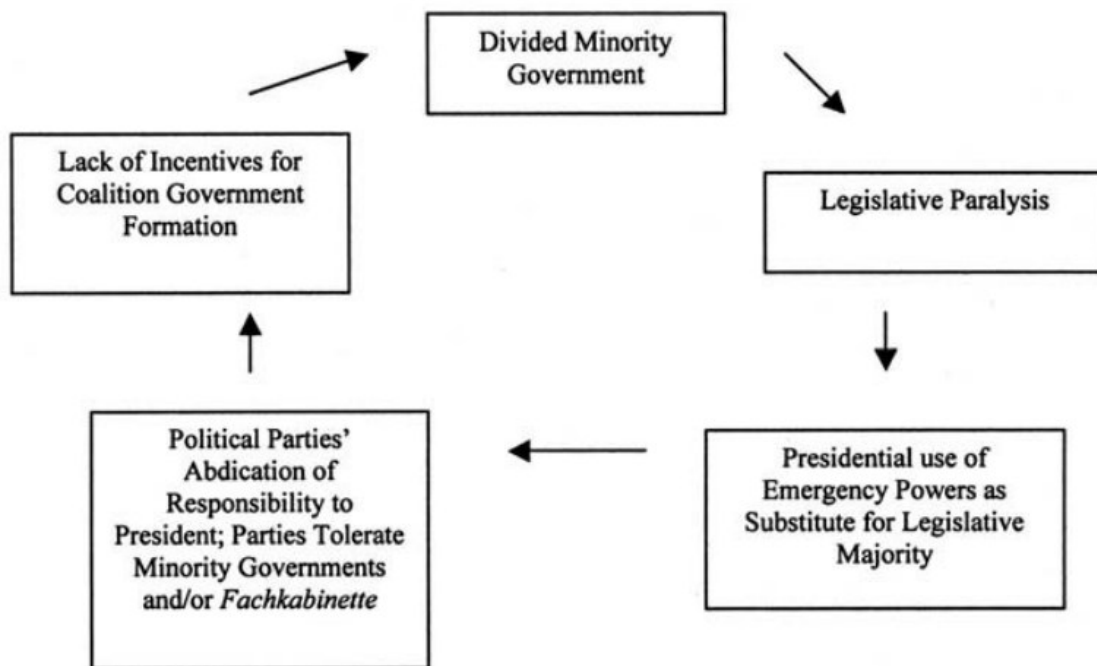 Divided Minority
Government
Lack of Incentives for
Coalition Government
Formation
Legislative Paralysis
Political Parties'
Abdication of
Responsibility to
President; Parties Tolerate
Minority Governments
and/or Fachkabinette
Presidential use of
Emergency Powers as
Substitute for Legislative
Majority